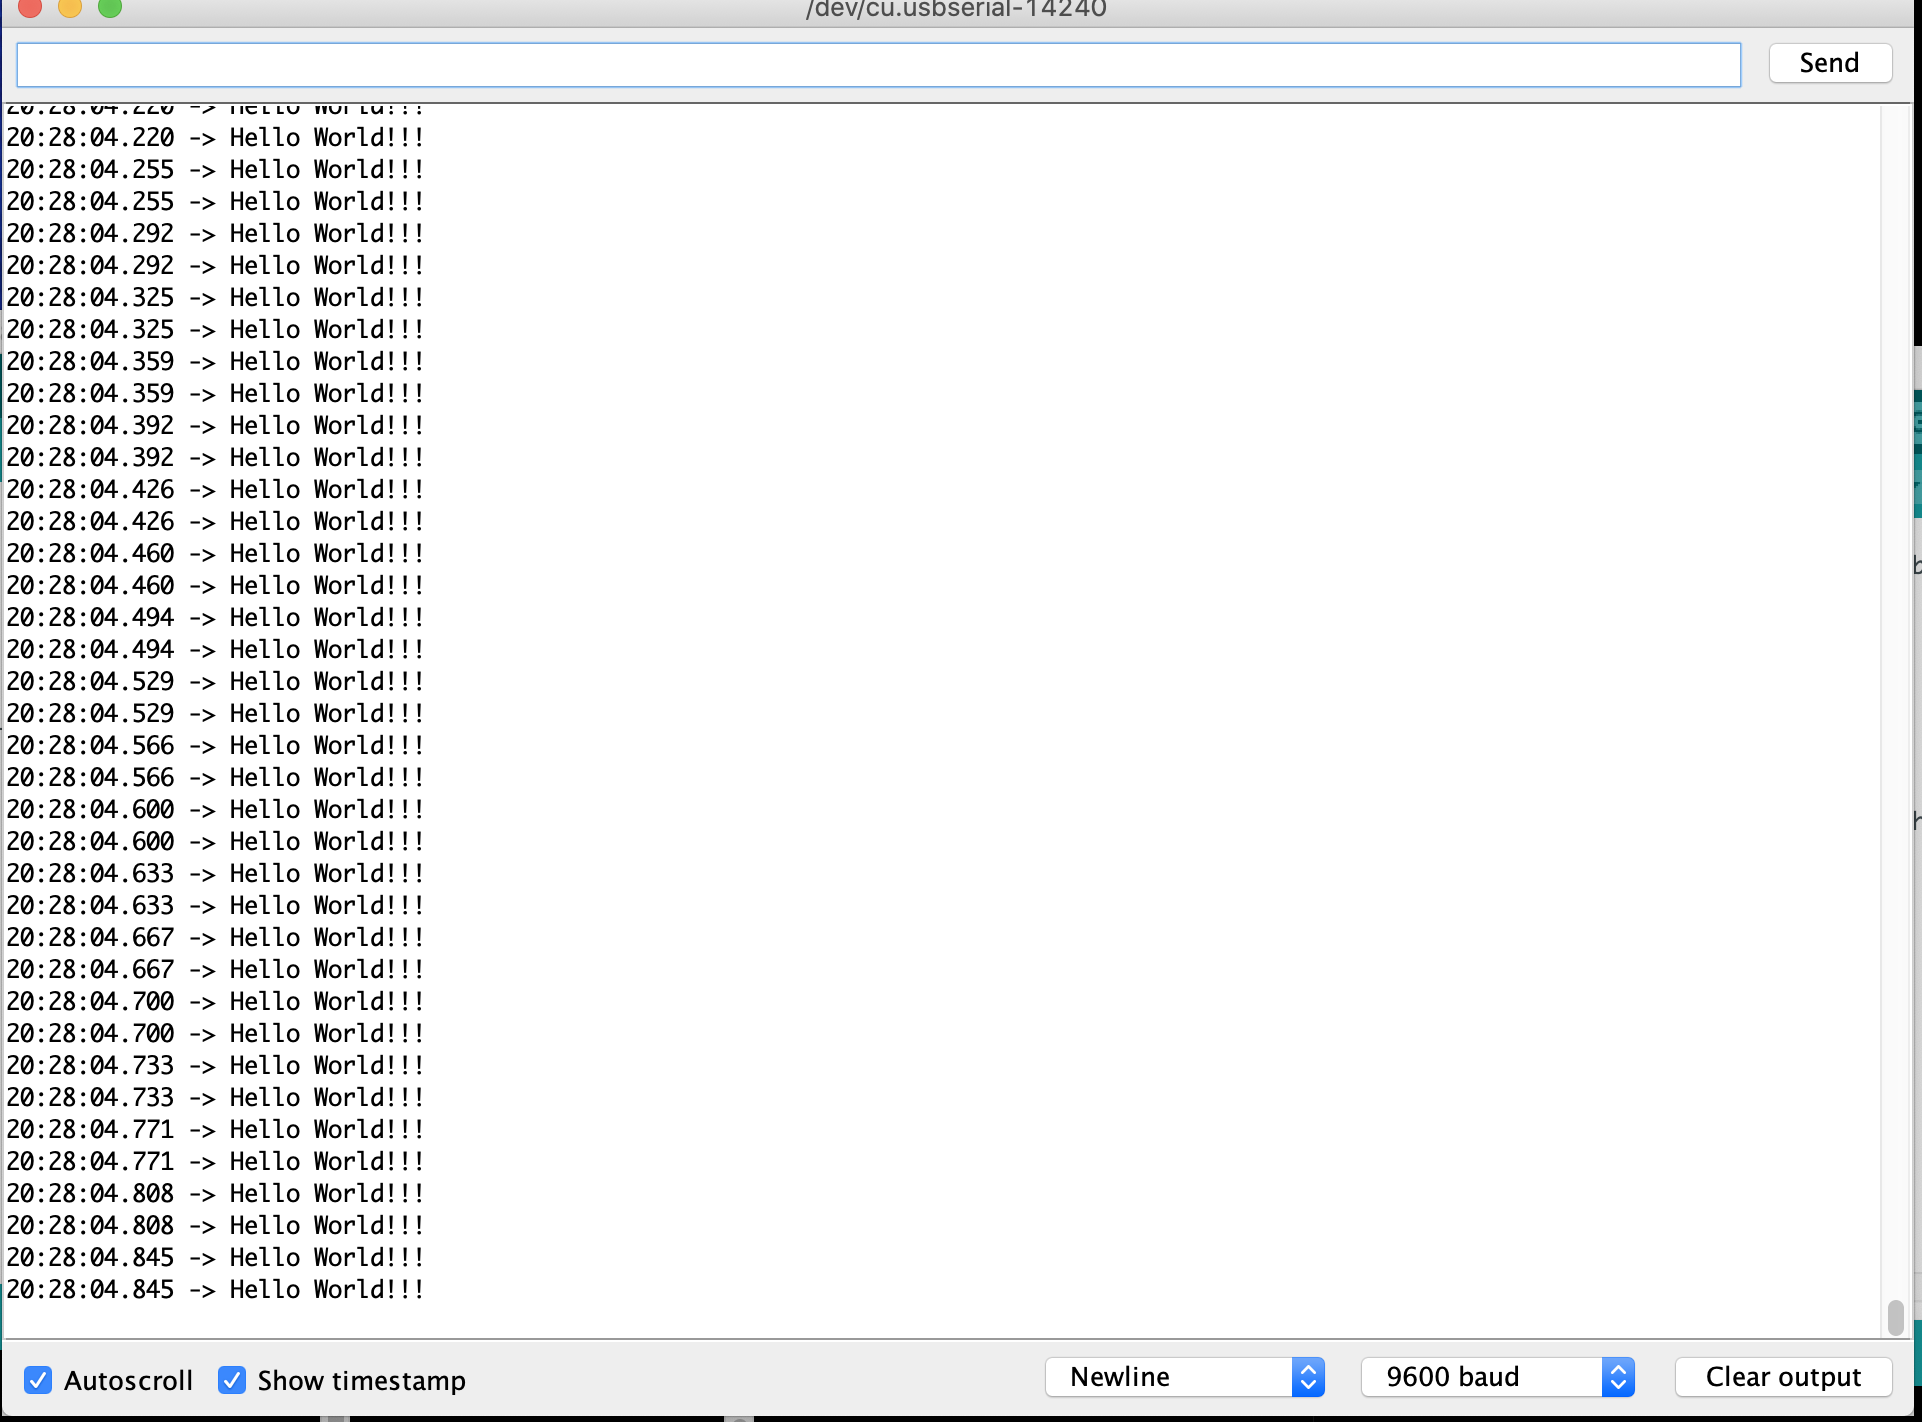 /dev/cu.usbserial-14240
Send
20:28:04.220 -> Hello World!!!
20:28:04.220 -> Hello World!!!
20:28:04.255 -> Hello World!!!
20:28:04.255 -> Hello World!!!
20:28:04.292 -> Hello World!!!
20:28:04.292 -> Hello World!!!
20:28:04.325 -> Hello World!!!
20:28:04.325 -> Hello World!!!
20:28:04.359 -> Hello World!!!
20:28:04.359 -> Hello World!!!
20:28:04.392 -> Hello World!!!
20:28:04.392 -> Hello World!!!
20:28:04.426 -> Hello World!!!
20:28:04.426 -> Hello World!!!
20:28:04.460 -> Hello World!!!
20:28:04.460 -> Hello World!!!
20:28:04.494 -> Hello World!!!
20:28:04.494 -> Hello World!!!
20:28:04.529 -> Hello World!!!
20:28:04.529 -> Hello World!!!
20:28:04.566 -> Hello World!!!
20:28:04.566 -> Hello World!!!
20:28:04.600 -> Hello World!!!
20:28:04.600 -> Hello World!!!
20:28:04.633 -> Hello World!!!
20:28:04.633 -> Hello World!!!
20:28:04.667 -> Hello World!!!
20:28:04.667 -> Hello World!!!
20:28:04.700 -> Hello World!!!
20:28:04.700 -> Hello World!!!
20:28:04.733 -> Hello World!!!
20:28:04.733 -> Hello World!!!
20:28:04.771 -> Hello World!!!
20:28:04.771 -> Hello World!!!
20:28:04.808 -> Hello World!!!
20:28:04.808 -> Hello World!!!
20:28:04.845 -> Hello World!!!
20:28:04.845 -> Hello World!!!
Autoscroll Show timestamp Newline 9600 baud Clear output